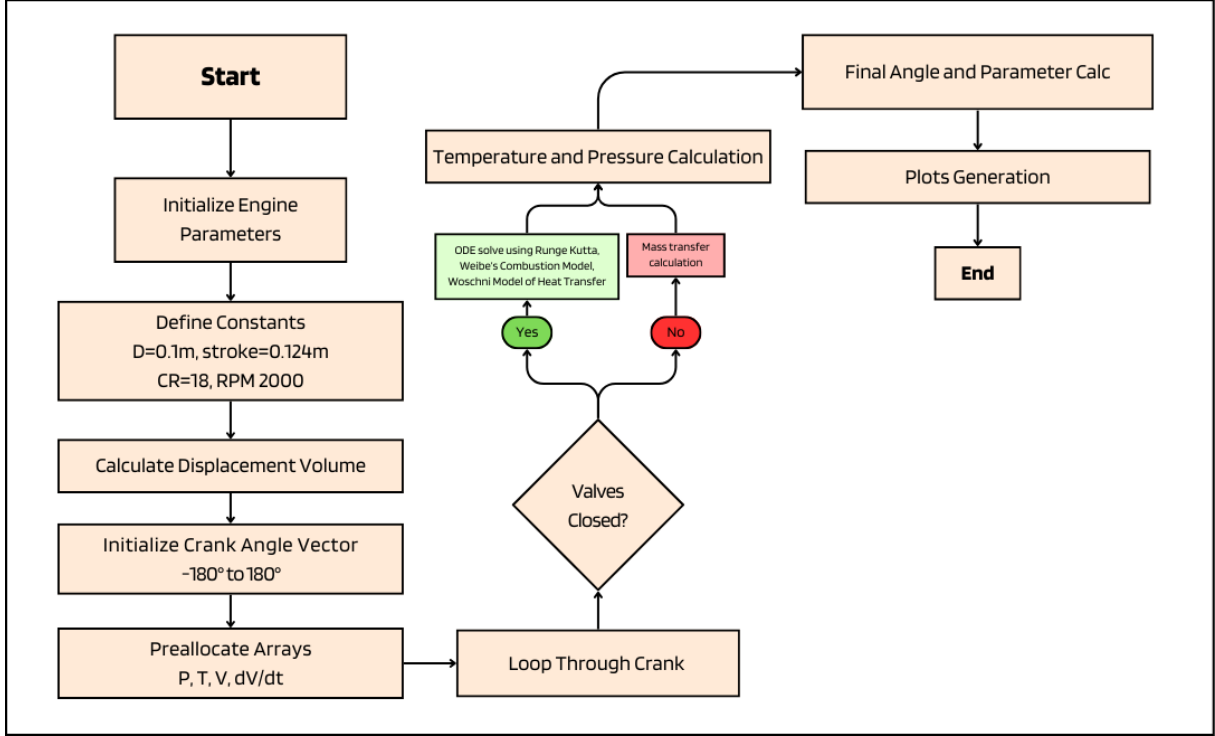 Start
Initialize Engine
Parameters
Define Constants
D=0.1m, stroke=0.124m
CR=18, RPM 2000
Calculate Displacement Volume
Initialize Crank Angle Vector
-180° to 180°
Preallocate Arrays
P, T, V, dV/dt
Loop Through Crank
Valves
Closed?
Yes
No
ODE solve using Runge Kutta,
Weibe's Combustion Model,
Woschni Model of Heat Transfer
Mass transfer
calculation
Temperature and Pressure Calculation
Final Angle and Parameter Calc
Plots Generation
End